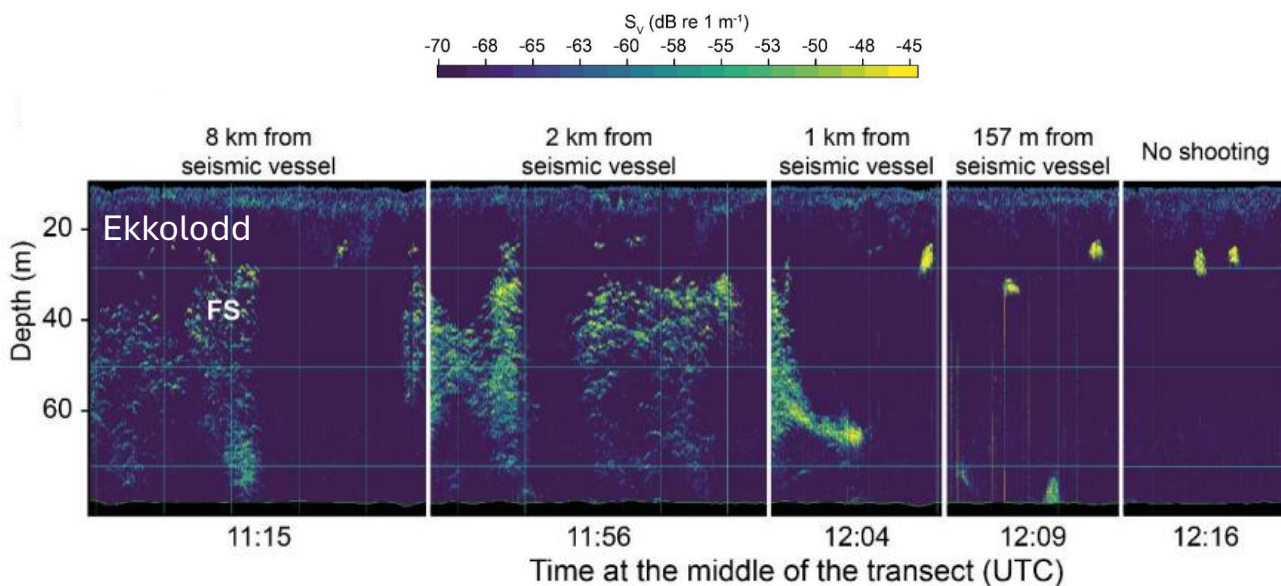 Sᵥ (dB re 1 m⁻¹)
-70 -68 -65 -63 -60 -58 -55 -53 -50 -48 -45
8 km from
seismic vessel
2 km from
seismic vessel
1 km from
seismic vessel
157 m from
seismic vessel
No shooting
Depth (m)
20
40
60
Ekkolodd
FS
11:15 11:56 12:04 12:09 12:16
Time at the middle of the transect (UTC)